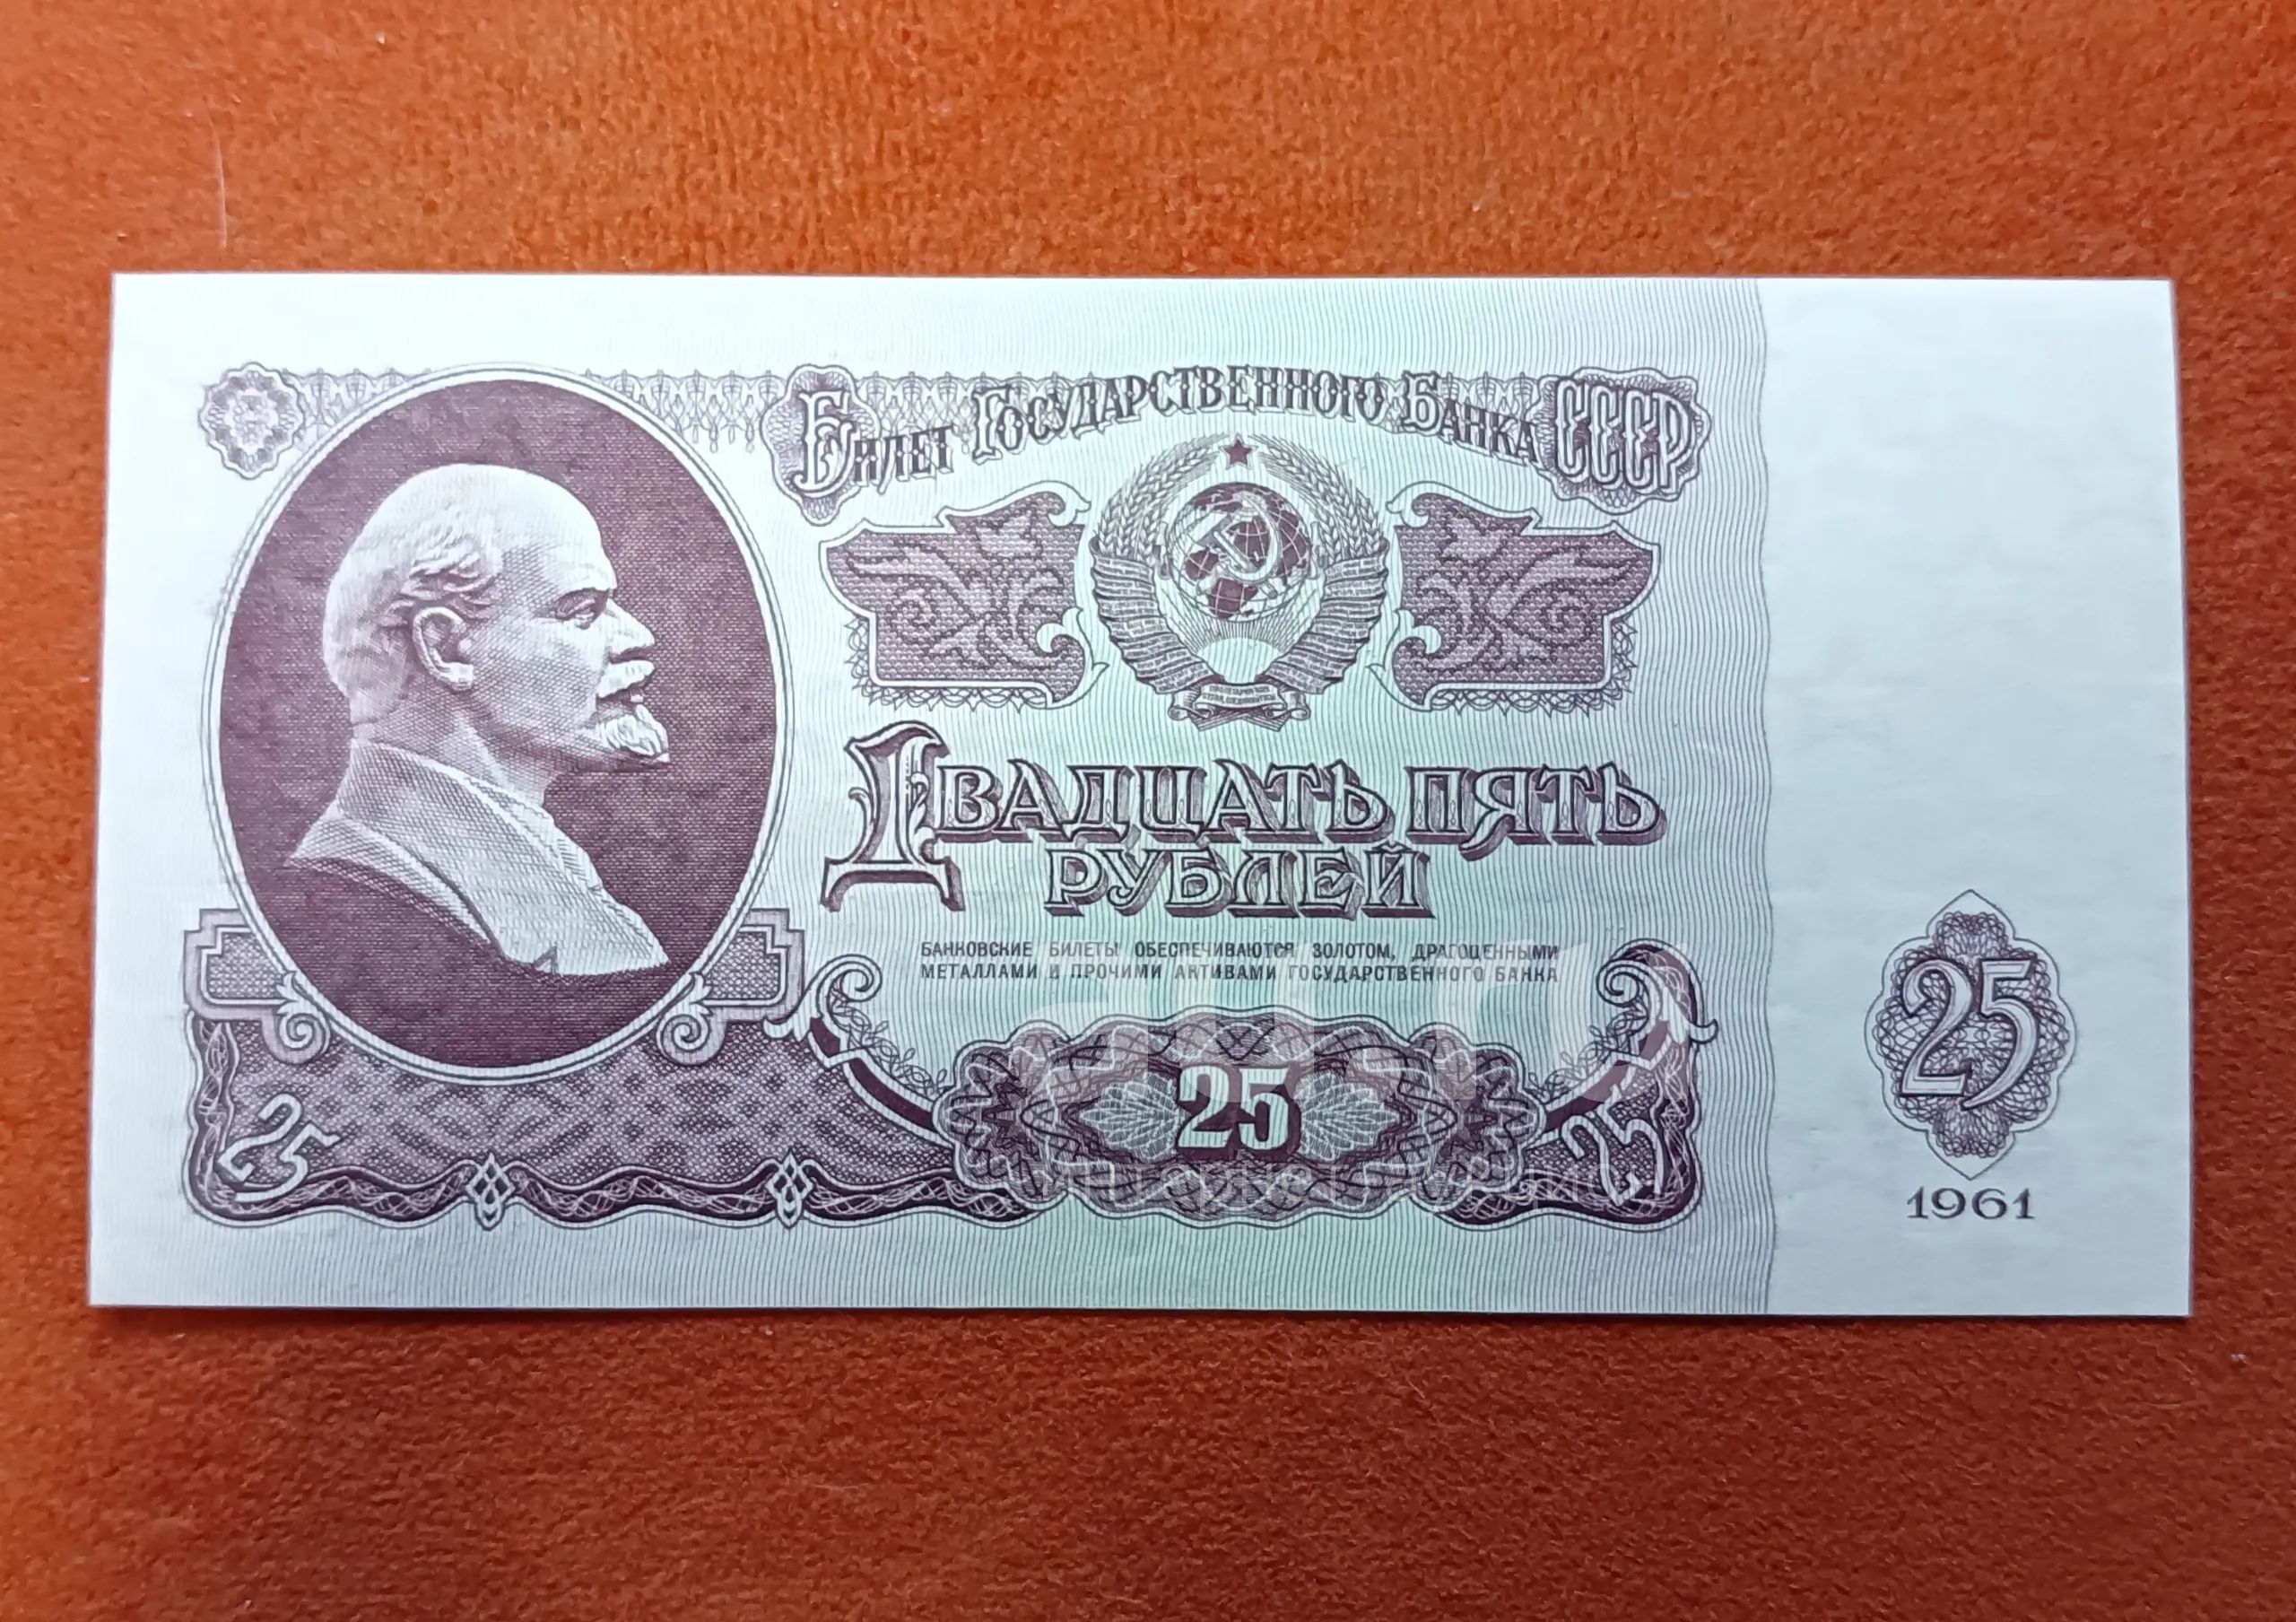 Билет Государственного Банка СССР
Двадцать пять
рублей
БАНКОВСКИЕ БИЛЕТЫ ОБЕСПЕЧИВАЮТСЯ ЗОЛОТОМ, ДРАГОЦЕННЫМИ
МЕТАЛЛАМИ И ПРОЧИМИ АКТИВАМИ ГОСУДАРСТВЕННОГО БАНКА
25
25
25
25
1961